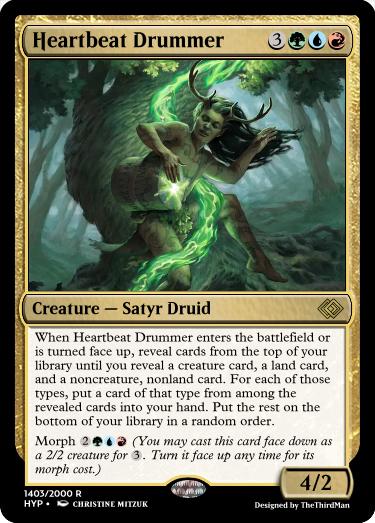 Heartbeat Drummer 3
Creature — Satyr Druid
When Heartbeat Drummer enters the battlefield or
is turned face up, reveal cards from the top of your
library until you reveal a creature card, a land card,
and a noncreature, nonland card. For each of those
types, put a card of that type from among the
revealed cards into your hand. Put the rest on the
bottom of your library in a random order.
Morph 2 (You may cast this card face down as
a 2/2 creature for 3. Turn it face up any time for its
morph cost.)
4/2
1403/2000 R
HYP • CHRISTINE MITZUK
Designed by TheThirdMan